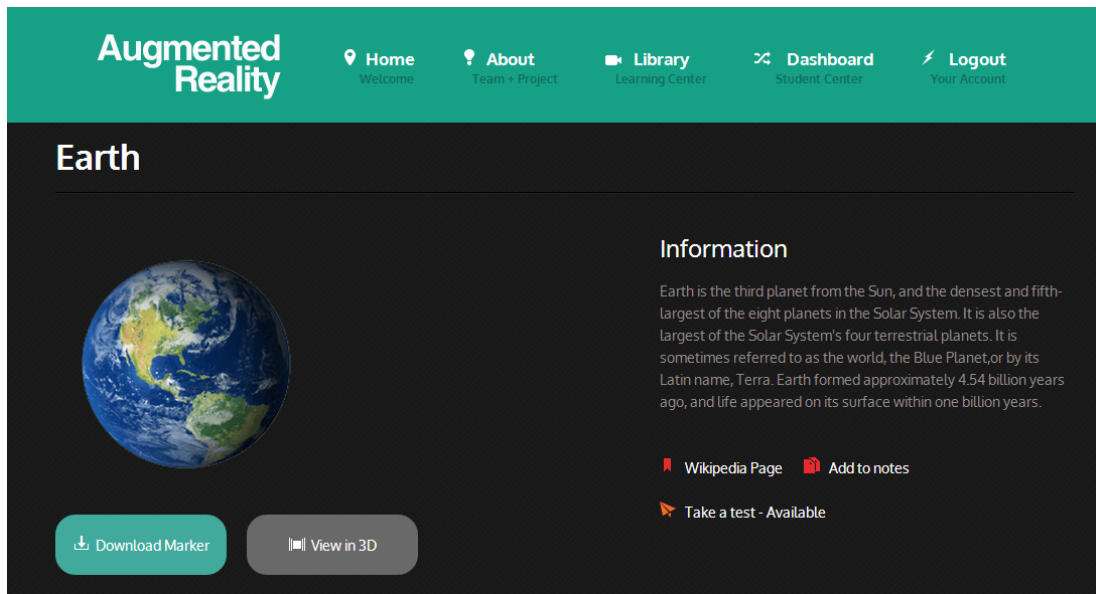 Augmented
Reality
Home
Welcome
About
Team + Project
Library
Learning Center
Dashboard
Student Center
Logout
Your Account
Earth
Information
Earth is the third planet from the Sun, and the densest and fifth-
largest of the eight planets in the Solar System. It is also the
largest of the Solar System's four terrestrial planets. It is
sometimes referred to as the world, the Blue Planet,or by its
Latin name, Terra. Earth formed approximately 4.54 billion years
ago, and life appeared on its surface within one billion years.
Wikipedia Page
Add to notes
Take a test - Available
Download Marker
View in 3D